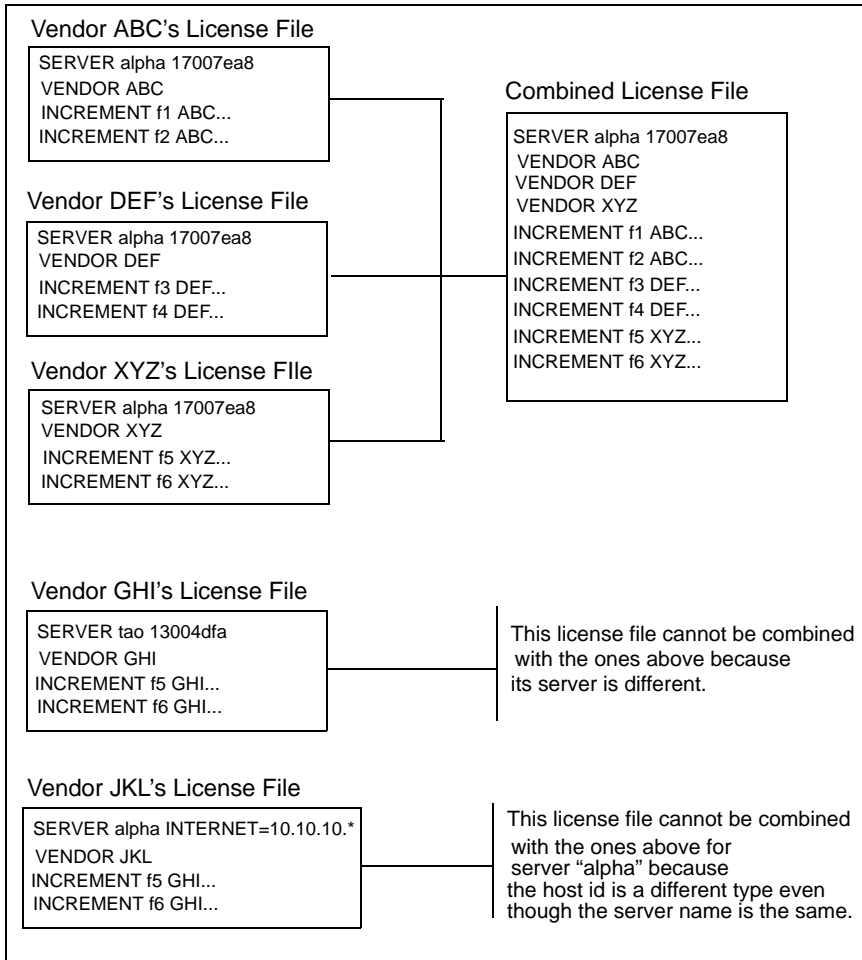 Vendor ABC's License File
SERVER alpha 17007ea8
VENDOR ABC
INCREMENT f1 ABC...
INCREMENT f2 ABC...
Vendor DEF's License File
SERVER alpha 17007ea8
VENDOR DEF
INCREMENT f3 DEF...
INCREMENT f4 DEF...
Vendor XYZ's License FIle
SERVER alpha 17007ea8
VENDOR XYZ
INCREMENT f5 XYZ...
INCREMENT f6 XYZ...
Combined License File
SERVER alpha 17007ea8
VENDOR ABC
VENDOR DEF
VENDOR XYZ
INCREMENT f1 ABC...
INCREMENT f2 ABC...
INCREMENT f3 DEF...
INCREMENT f4 DEF...
INCREMENT f5 XYZ...
INCREMENT f6 XYZ...
Vendor GHI's License File
SERVER tao 13004dfa
VENDOR GHI
INCREMENT f5 GHI...
INCREMENT f6 GHI...
This license file cannot be combined
with the ones above because
its server is different.
Vendor JKL's License File
SERVER alpha INTERNET=10.10.10.*
VENDOR JKL
INCREMENT f5 GHI...
INCREMENT f6 GHI...
This license file cannot be combined
with the ones above for
server “alpha” because
the host id is a different type even
though the server name is the same.